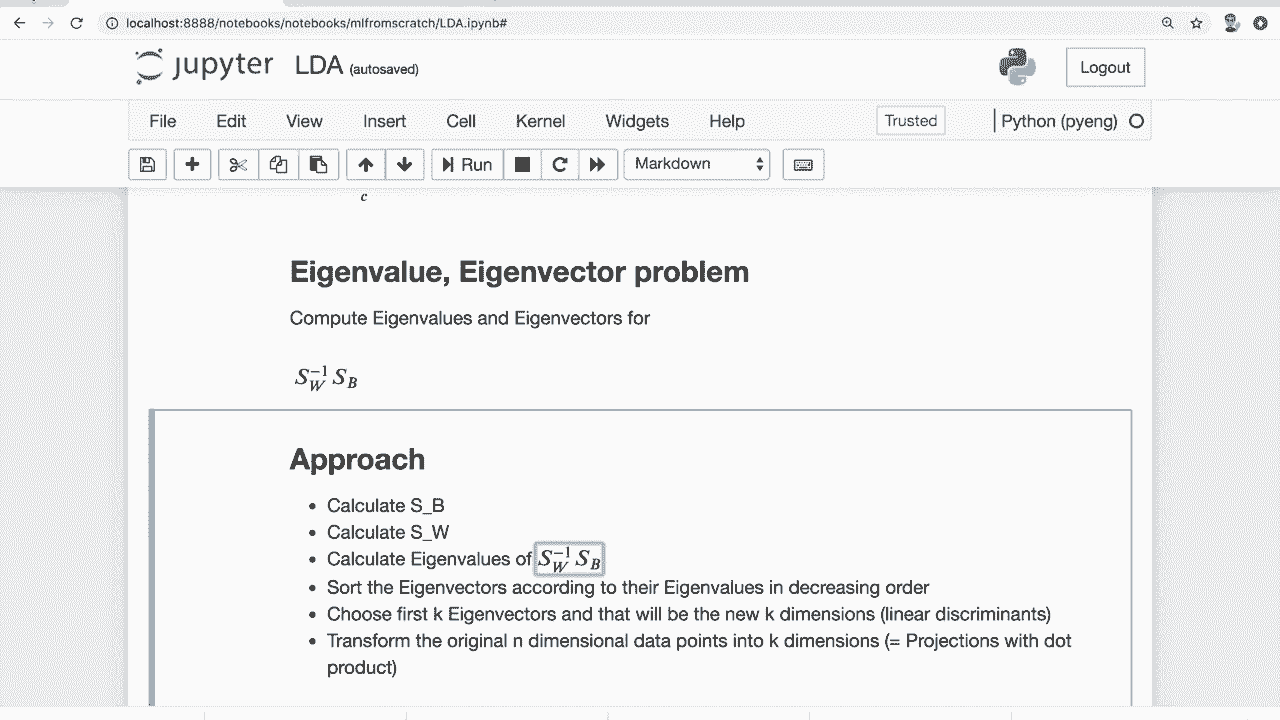 localhost:8888/notebooks/notebooks/mlfromscratch/LDA.ipynb#
jupyter LDA (autosaved)
Logout
File Edit View Insert Cell Kernel Widgets Help
Trusted
Python (pyeng)
Run
Markdown
c
Eigenvalue, Eigenvector problem
Compute Eigenvalues and Eigenvectors for
S_W^{-1} S_B
Approach
• Calculate S_B
• Calculate S_W
• Calculate Eigenvalues of S_W^{-1} S_B
• Sort the Eigenvectors according to their Eigenvalues in decreasing order
• Choose first k Eigenvectors and that will be the new k dimensions (linear discriminants)
• Transform the original n dimensional data points into k dimensions (= Projections with dot
product)